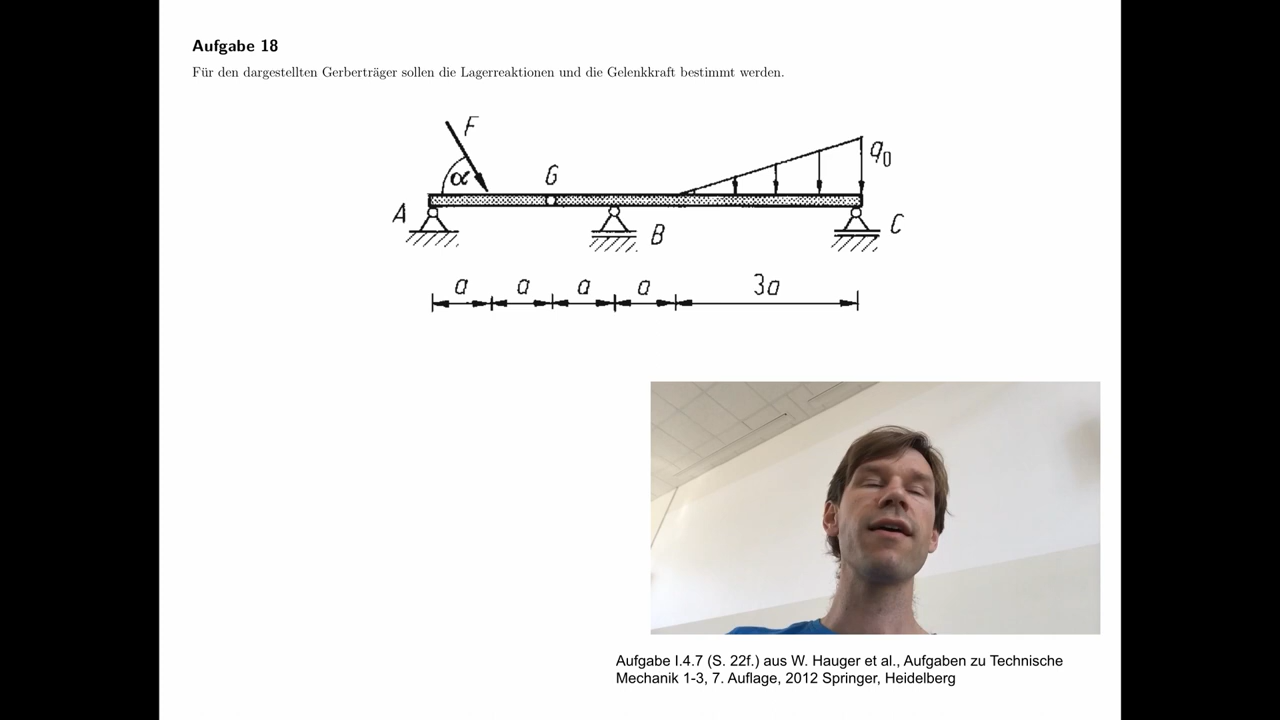 Aufgabe 18
Für den dargestellten Gerberträger sollen die Lagerreaktionen und die Gelenkkraft bestimmt werden.
F
α
G
q0
A
B
C
a a a a 3a
Aufgabe I.4.7 (S. 22f.) aus W. Hauger et al., Aufgaben zu Technische
Mechanik 1-3, 7. Auflage, 2012 Springer, Heidelberg